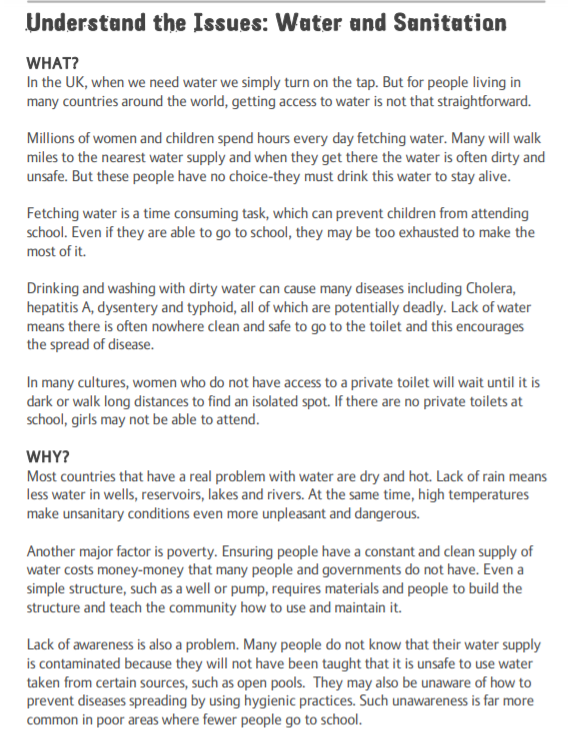 Understand the Issues: Water and Sanitation
WHAT?
In the UK, when we need water we simply turn on the tap. But for people living in
many countries around the world, getting access to water is not that straightforward.
Millions of women and children spend hours every day fetching water. Many will walk
miles to the nearest water supply and when they get there the water is often dirty and
unsafe. But these people have no choice-they must drink this water to stay alive.
Fetching water is a time consuming task, which can prevent children from attending
school. Even if they are able to go to school, they may be too exhausted to make the
most of it.
Drinking and washing with dirty water can cause many diseases including Cholera,
hepatitis A, dysentery and typhoid, all of which are potentially deadly. Lack of water
means there is often nowhere clean and safe to go to the toilet and this encourages
the spread of disease.
In many cultures, women who do not have access to a private toilet will wait until it is
dark or walk long distances to find an isolated spot. If there are no private toilets at
school, girls may not be able to attend.
WHY?
Most countries that have a real problem with water are dry and hot. Lack of rain means
less water in wells, reservoirs, lakes and rivers. At the same time, high temperatures
make unsanitary conditions even more unpleasant and dangerous.
Another major factor is poverty. Ensuring people have a constant and clean supply of
water costs money-money that many people and governments do not have. Even a
simple structure, such as a well or pump, requires materials and people to build the
structure and teach the community how to use and maintain it.
Lack of awareness is also a problem. Many people do not know that their water supply
is contaminated because they will not have been taught that it is unsafe to use water
taken from certain sources, such as open pools. They may also be unaware of how to
prevent diseases spreading by using hygienic practices. Such unawareness is far more
common in poor areas where fewer people go to school.